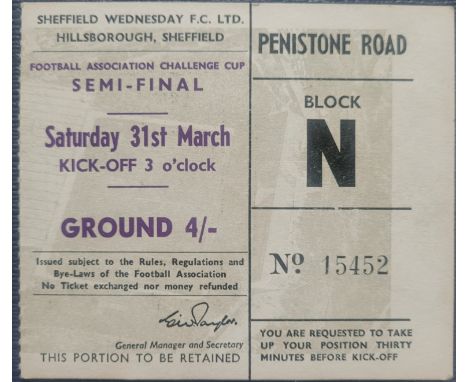 SHEFFIELD WEDNESDAY F.C. LTD.
HILLSBOROUGH, SHEFFIELD
FOOTBALL ASSOCIATION CHALLENGE CUP
SEMI-FINAL
Saturday 31st March
KICK-OFF 3 o'clock
GROUND 4/-
Issued subject to the Rules, Regulations and
Bye-Laws of the Football Association
No Ticket exchanged nor money refunded
General Manager and Secretary
THIS PORTION TO BE RETAINED
PENISTONE ROAD
BLOCK
N
Nº 15452
YOU ARE REQUESTED TO TAKE
UP YOUR POSITION THIRTY
MINUTES BEFORE KICK-OFF